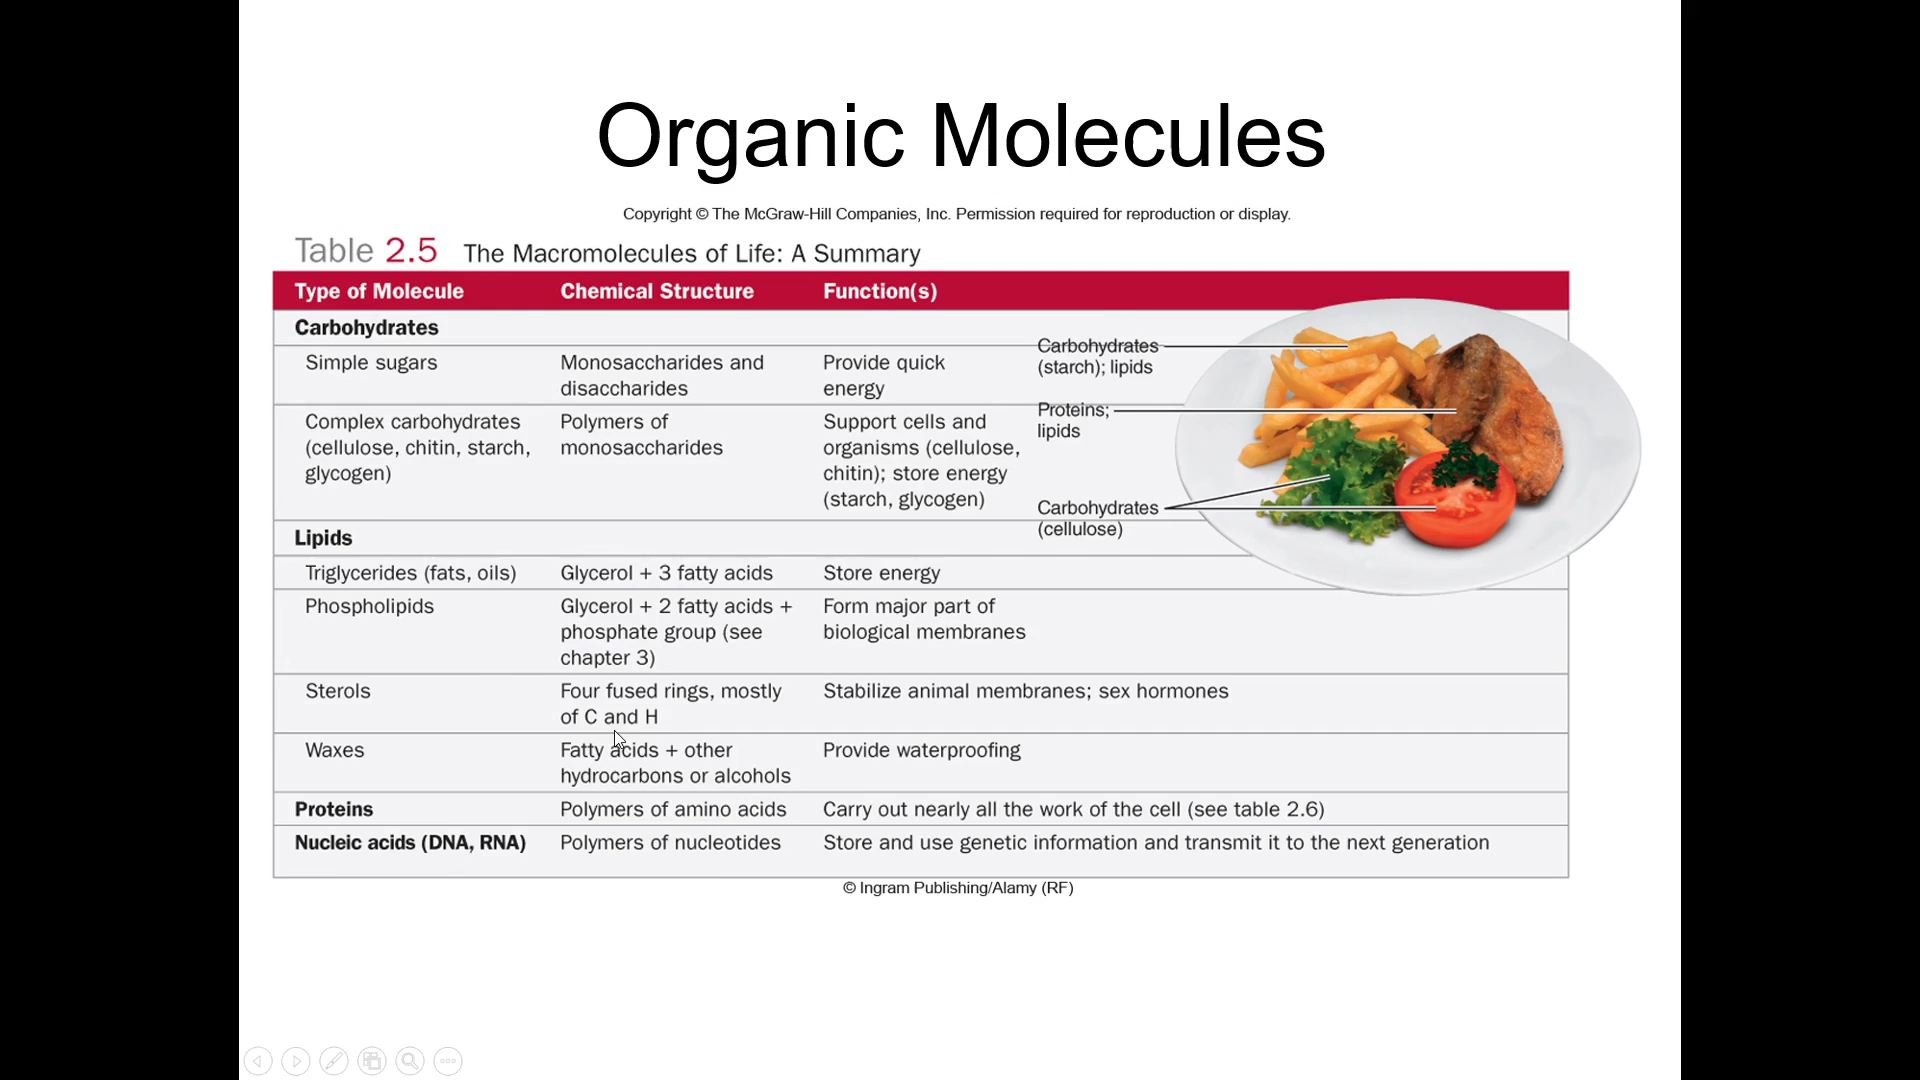 Organic Molecules
Copyright © The McGraw-Hill Companies, Inc. Permission required for reproduction or display.
Table 2.5 The Macromolecules of Life: A Summary
Type of Molecule Chemical Structure Function(s)
Carbohydrates
Simple sugars
Monosaccharides and
disaccharides
Provide quick
energy
Complex carbohydrates
(cellulose, chitin, starch,
glycogen)
Polymers of
monosaccharides
Support cells and
organisms (cellulose,
chitin); store energy
(starch, glycogen)
Carbohydrates
(starch); lipids
Proteins;
lipids
Carbohydrates
(cellulose)
Lipids
Triglycerides (fats, oils) Glycerol + 3 fatty acids Store energy
Phospholipids
Glycerol + 2 fatty acids +
phosphate group (see
chapter 3)
Form major part of
biological membranes
Sterols
Four fused rings, mostly
of C and H
Stabilize animal membranes; sex hormones
Waxes
Fatty acids + other
hydrocarbons or alcohols
Provide waterproofing
Proteins Polymers of amino acids Carry out nearly all the work of the cell (see table 2.6)
Nucleic acids (DNA, RNA) Polymers of nucleotides Store and use genetic information and transmit it to the next generation
© Ingram Publishing/Alamy (RF)